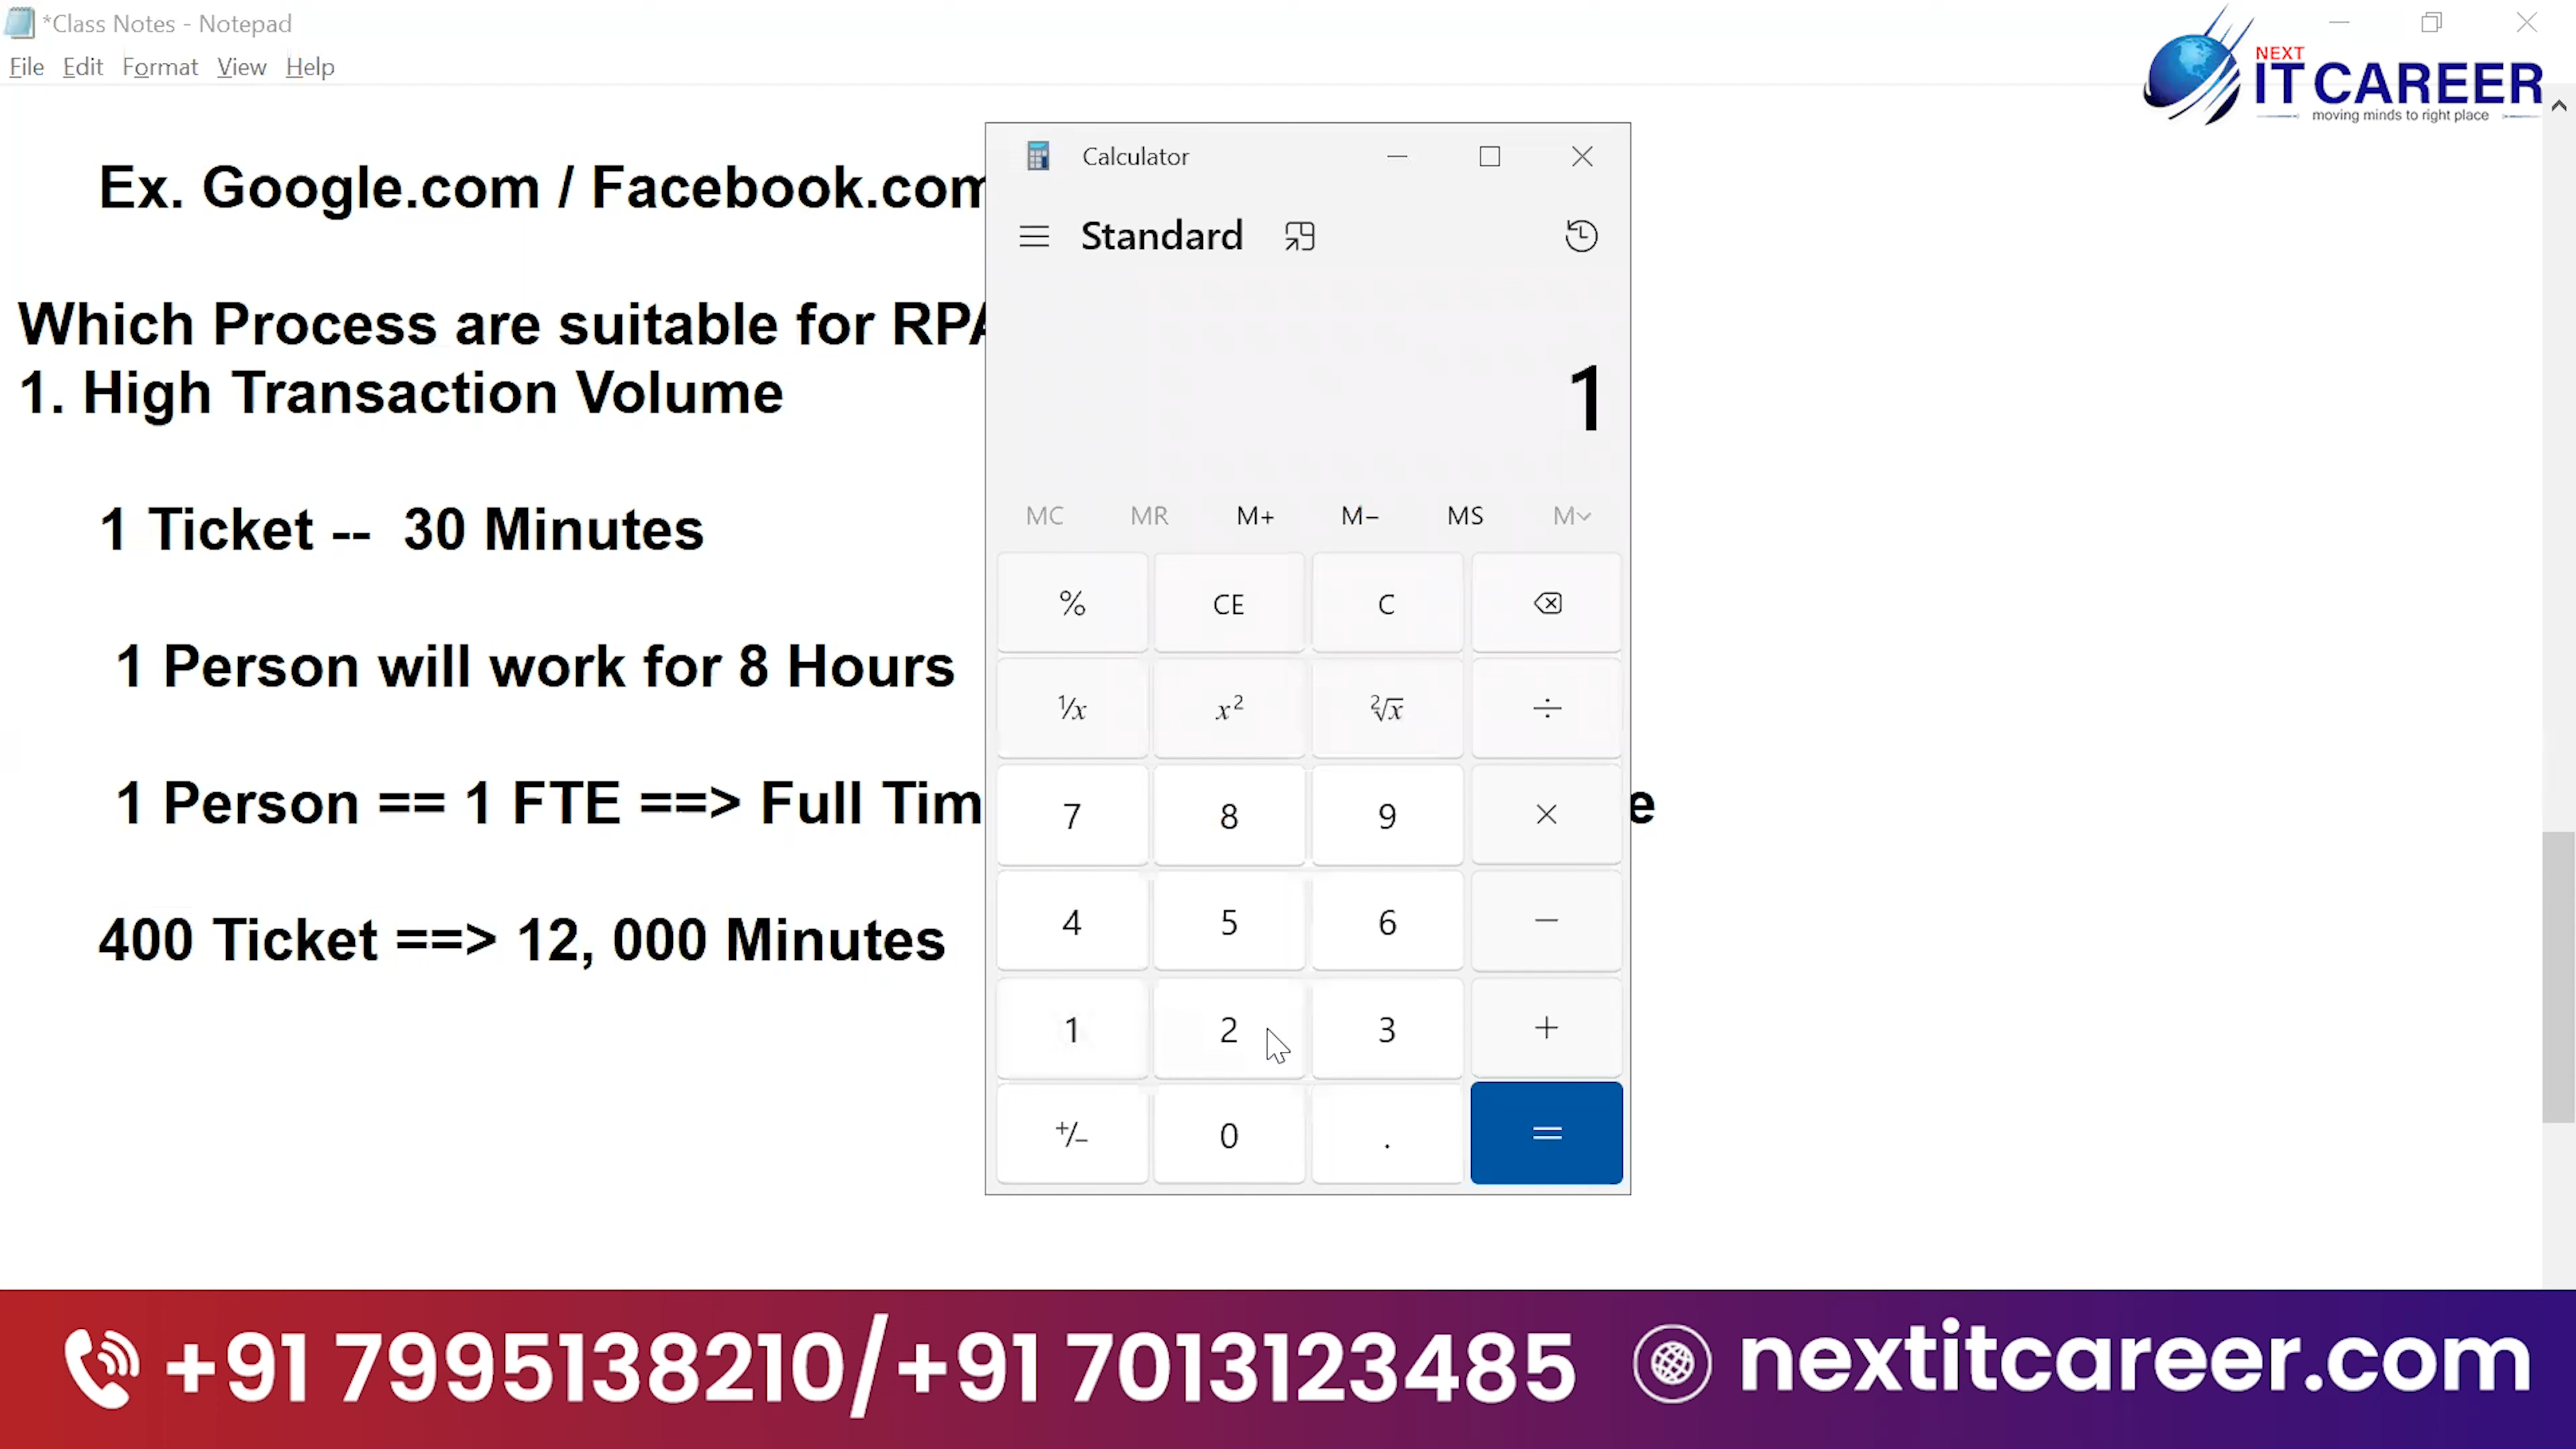 *Class Notes - Notepad
File Edit Format View Help
NEXT
IT CAREER
moving minds to right place
Ex. Google.com / Facebook.com
Which Process are suitable for RPA
1. High Transaction Volume
1 Ticket -- 30 Minutes
1 Person will work for 8 Hours
1 Person == 1 FTE ==> Full Tim e
400 Ticket ==> 12, 000 Minutes
Calculator
Standard
1
MC MR M+ M− MS M
% CE C
¹/x x² ²√x ÷
7 8 9 ×
4 5 6 −
1 2 3 +
+/− 0 . =
+91 7995138210/+91 7013123485 nextitcareer.com